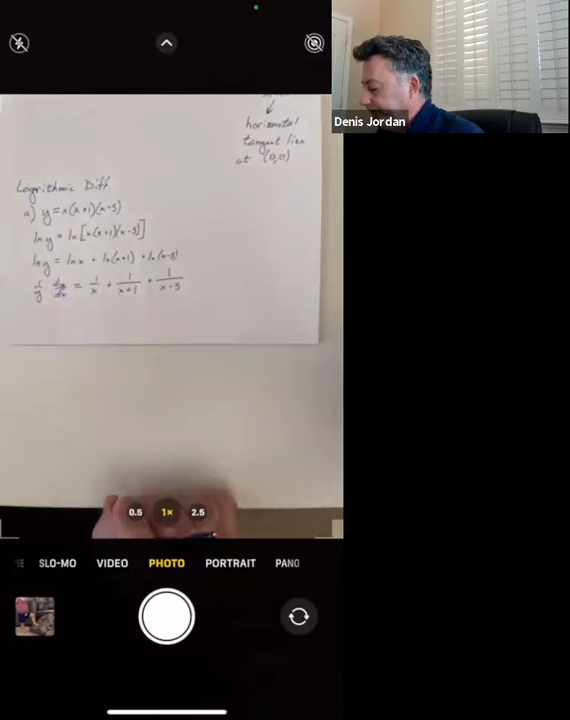 Denis Jordan
horizontal
tangent line
at (0,0)
Logarithmic Diff
a) y = x(x+1)(x-5)
ln y = ln[x(x+1)(x-5)]
ln y = ln x + ln(x+1) + ln(x-5)
1/y dy/dx = 1/x + 1/(x+1) + 1/(x-5)
0.5 1× 2.5
SLO-MO VIDEO PHOTO PORTRAIT PANO